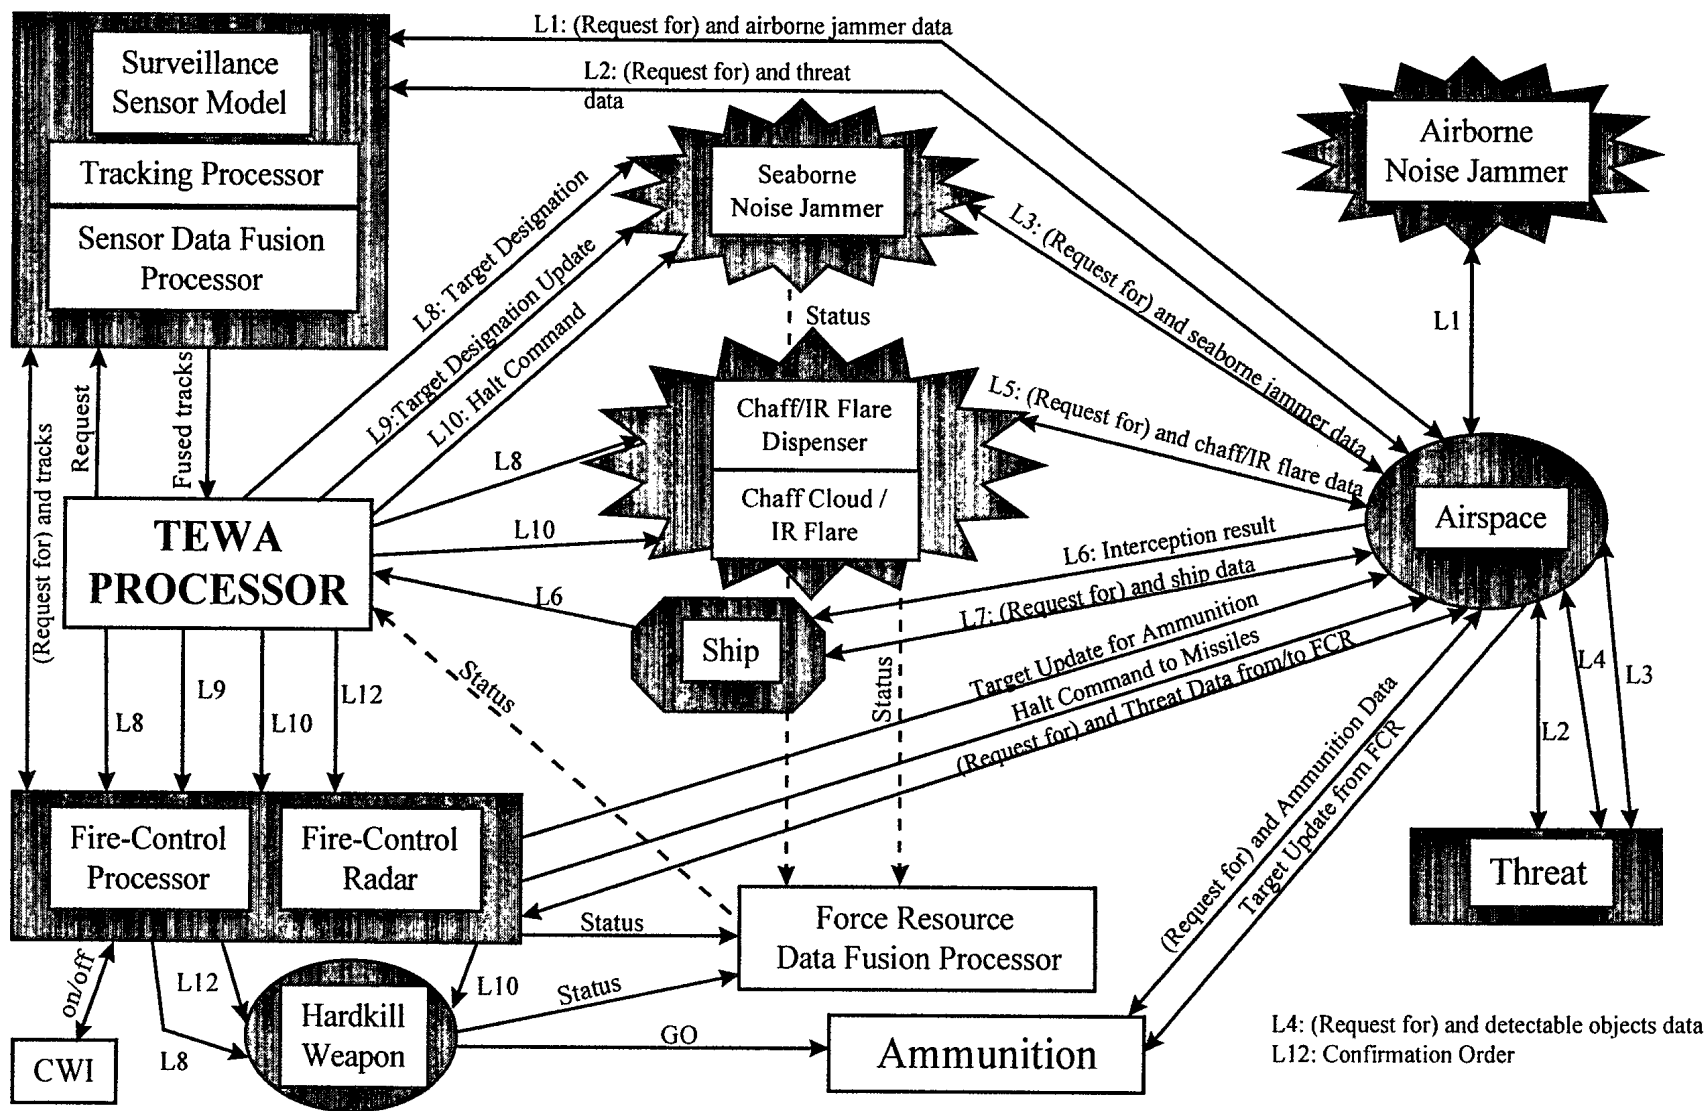 L1: (Request for) and airborne jammer data
L2: (Request for) and threat
data
Surveillance
Sensor Model
Tracking Processor
Sensor Data Fusion
Processor
Airborne
Noise Jammer
Seaborne
Noise Jammer
L8: Target Designation
L9:Target Designation Update
L10: Halt Command
L3: (Request for) and seaborne jammer data
L1
Status
(Request for) and tracks
Request
Fused tracks
Chaff/IR Flare
Dispenser
Chaff Cloud /
IR Flare
L5: (Request for) and chaff/IR flare data
L8
L10
L6
TEWA
PROCESSOR
Airspace
L6: Interception result
L7: (Request for) and ship data
Ship
Target Update for Ammunition
Halt Command to Missiles
(Request for) and Threat Data from/to FCR
Status
Status
L8
L9
L10
L12
L2
L4
L3
(Request for) and Ammunition Data
Target Update from FCR
Fire-Control
Processor
Fire-Control
Radar
Threat
Status
Force Resource
Data Fusion Processor
on/off
L12
L8
L10
Status
Hardkill
Weapon
GO
CWI
Ammunition
L4: (Request for) and detectable objects data
L12: Confirmation Order